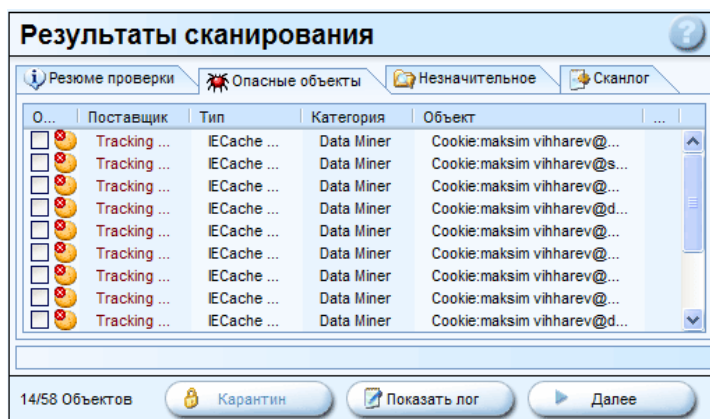 Результаты сканирования
Резюме проверки Опасные объекты Незначительное Сканлог
О... Поставщик Тип Категория Объект ...
Tracking ... IECache ... Data Miner Cookie:maksim vihharev@...
Tracking ... IECache ... Data Miner Cookie:maksim vihharev@s...
Tracking ... IECache ... Data Miner Cookie:maksim vihharev@...
Tracking ... IECache ... Data Miner Cookie:maksim vihharev@d...
Tracking ... IECache ... Data Miner Cookie:maksim vihharev@...
Tracking ... IECache ... Data Miner Cookie:maksim vihharev@...
Tracking ... IECache ... Data Miner Cookie:maksim vihharev@...
Tracking ... IECache ... Data Miner Cookie:maksim vihharev@...
Tracking ... IECache ... Data Miner Cookie:maksim vihharev@d...
14/58 Объектов Карантин Показать лог Далее